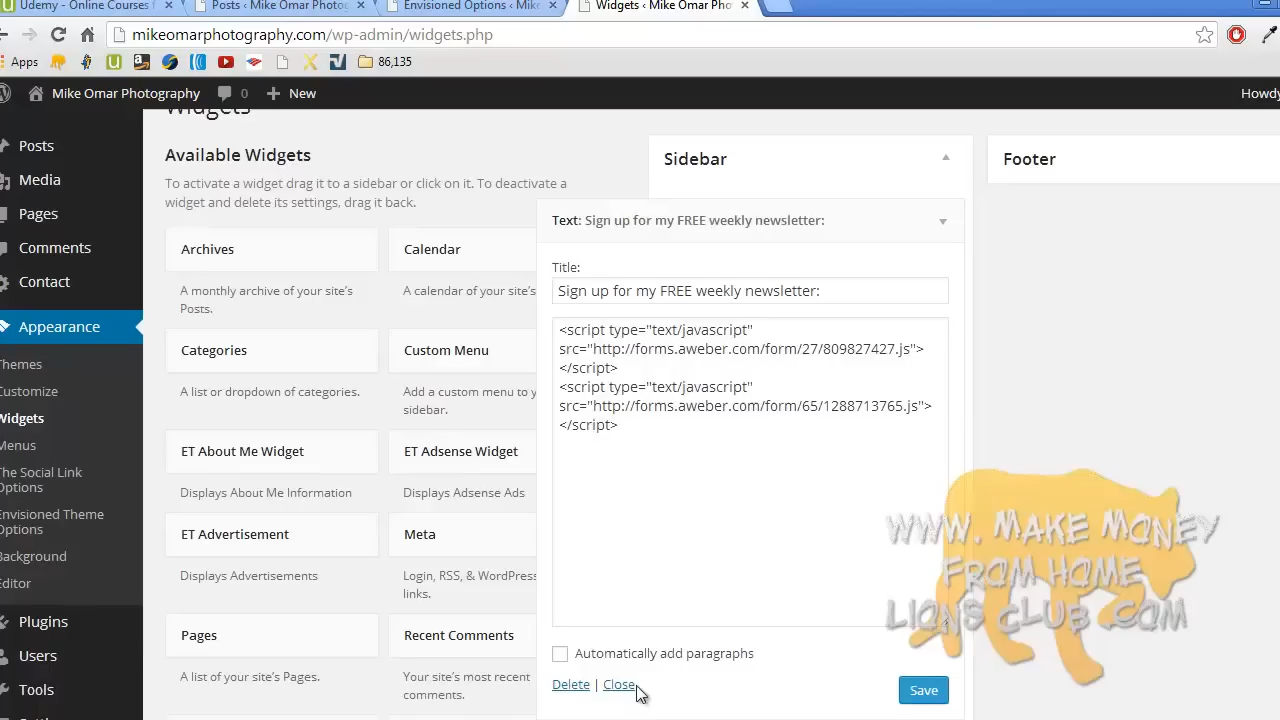 Udemy - Online Courses f
Posts ‹ Mike Omar Photog
Envisioned Options ‹ Mike
Widgets ‹ Mike Omar Pho
mikeomarphotography.com/wp-admin/widgets.php
Apps
86,135
Mike Omar Photography
0
New
Howdy
Widgets
Posts
Media
Pages
Comments
Contact
Appearance
Themes
Customize
Widgets
Menus
The Social Link
Options
Envisioned Theme
Options
Background
Editor
Plugins
Users
Tools
Available Widgets
To activate a widget drag it to a sidebar or click on it. To deactivate a
widget and delete its settings, drag it back.
Archives
A monthly archive of your site's
Posts.
Calendar
A calendar of your site's
Categories
A list or dropdown of categories.
Custom Menu
Add a custom menu to y
sidebar.
ET About Me Widget
Displays About Me Information
ET Adsense Widget
Displays Adsense Ads
ET Advertisement
Displays Advertisements
Meta
Login, RSS, & WordPress
links.
Pages
A list of your site's Pages.
Recent Comments
Your site's most recent
comments.
Sidebar
Text: Sign up for my FREE weekly newsletter:
Title:
Sign up for my FREE weekly newsletter:
<script type="text/javascript"
src="http://forms.aweber.com/form/27/809827427.js">
</script>
<script type="text/javascript"
src="http://forms.aweber.com/form/65/1288713765.js">
</script>
Automatically add paragraphs
Delete | Close
Save
Footer
WWW. MAKE MONEY
FROM HOME
LIONS CLUB .COM